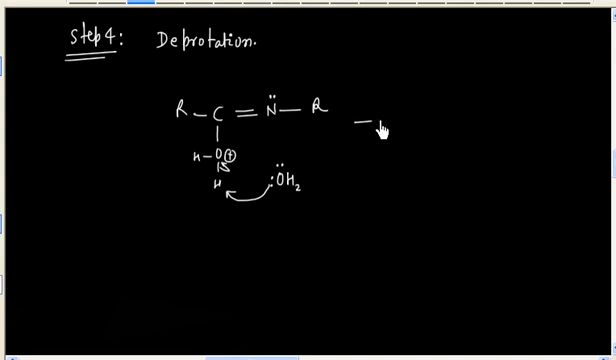 Step 4: Deprotation.
R – C = N̈ – R
H – O⊕
H :ÖH₂